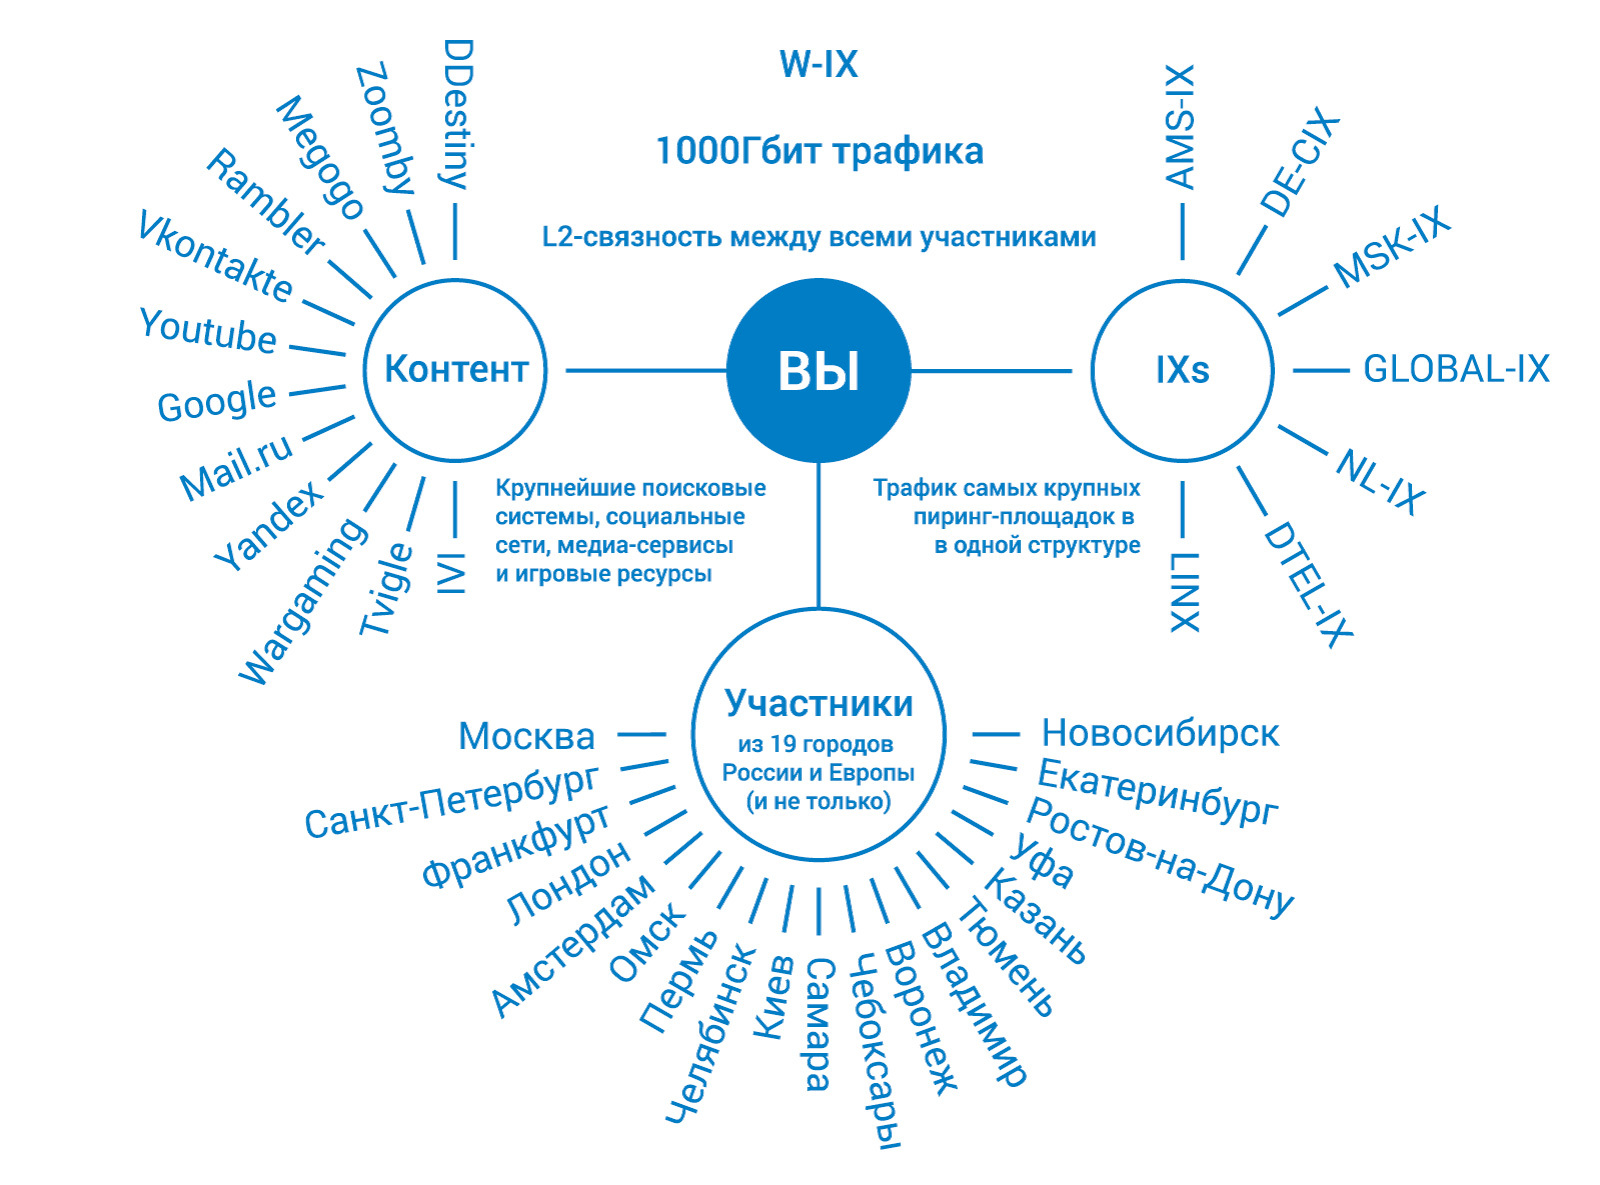 W-IX
1000Гбит трафика
L2-связность между всеми участниками
DDestiny
Zoomby
Megogo
Rambler
Vkontakte
Youtube
Google
Mail.ru
Yandex
Wargaming
Tvigle
IVI
Контент
ВЫ
IXs
AMS-IX
DE-CIX
MSK-IX
GLOBAL-IX
NL-IX
DTEL-IX
LINX
Крупнейшие поисковые
системы, социальные
сети, медиа-сервисы
и игровые ресурсы
Трафик самых крупных
пиринг-площадок в
в одной структуре
Участники
из 19 городов
России и Европы
(и не только)
Москва
Санкт-Петербург
Франкфурт
Лондон
Амстердам
Омск
Пермь
Челябинск
Киев
Самара
Чебоксары
Воронеж
Владимир
Тюмень
Казань
Уфа
Ростов-на-Дону
Екатеринбург
Новосибирск